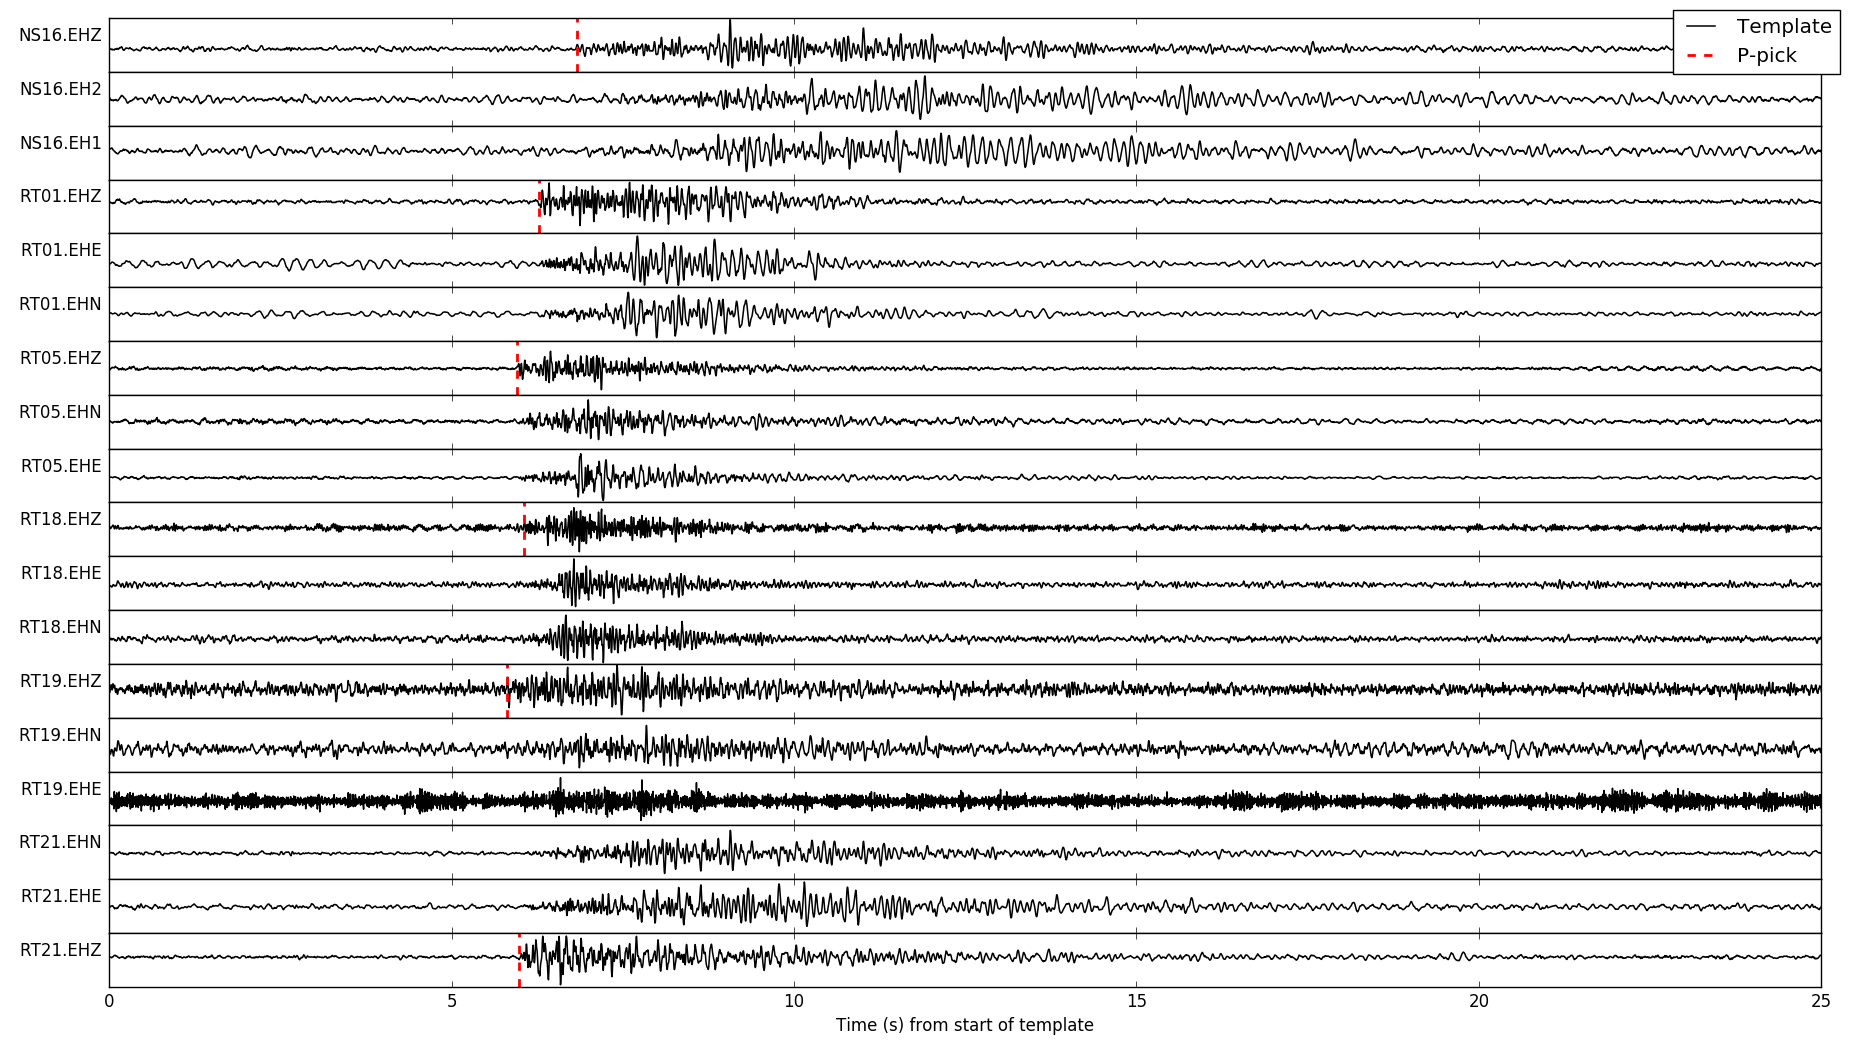 Template
P-pick
NS16.EHZ
NS16.EH2
NS16.EH1
RT01.EHZ
RT01.EHE
RT01.EHN
RT05.EHZ
RT05.EHN
RT05.EHE
RT18.EHZ
RT18.EHE
RT18.EHN
RT19.EHZ
RT19.EHN
RT19.EHE
RT21.EHN
RT21.EHE
RT21.EHZ
0 5 10 15 20 25
Time (s) from start of template